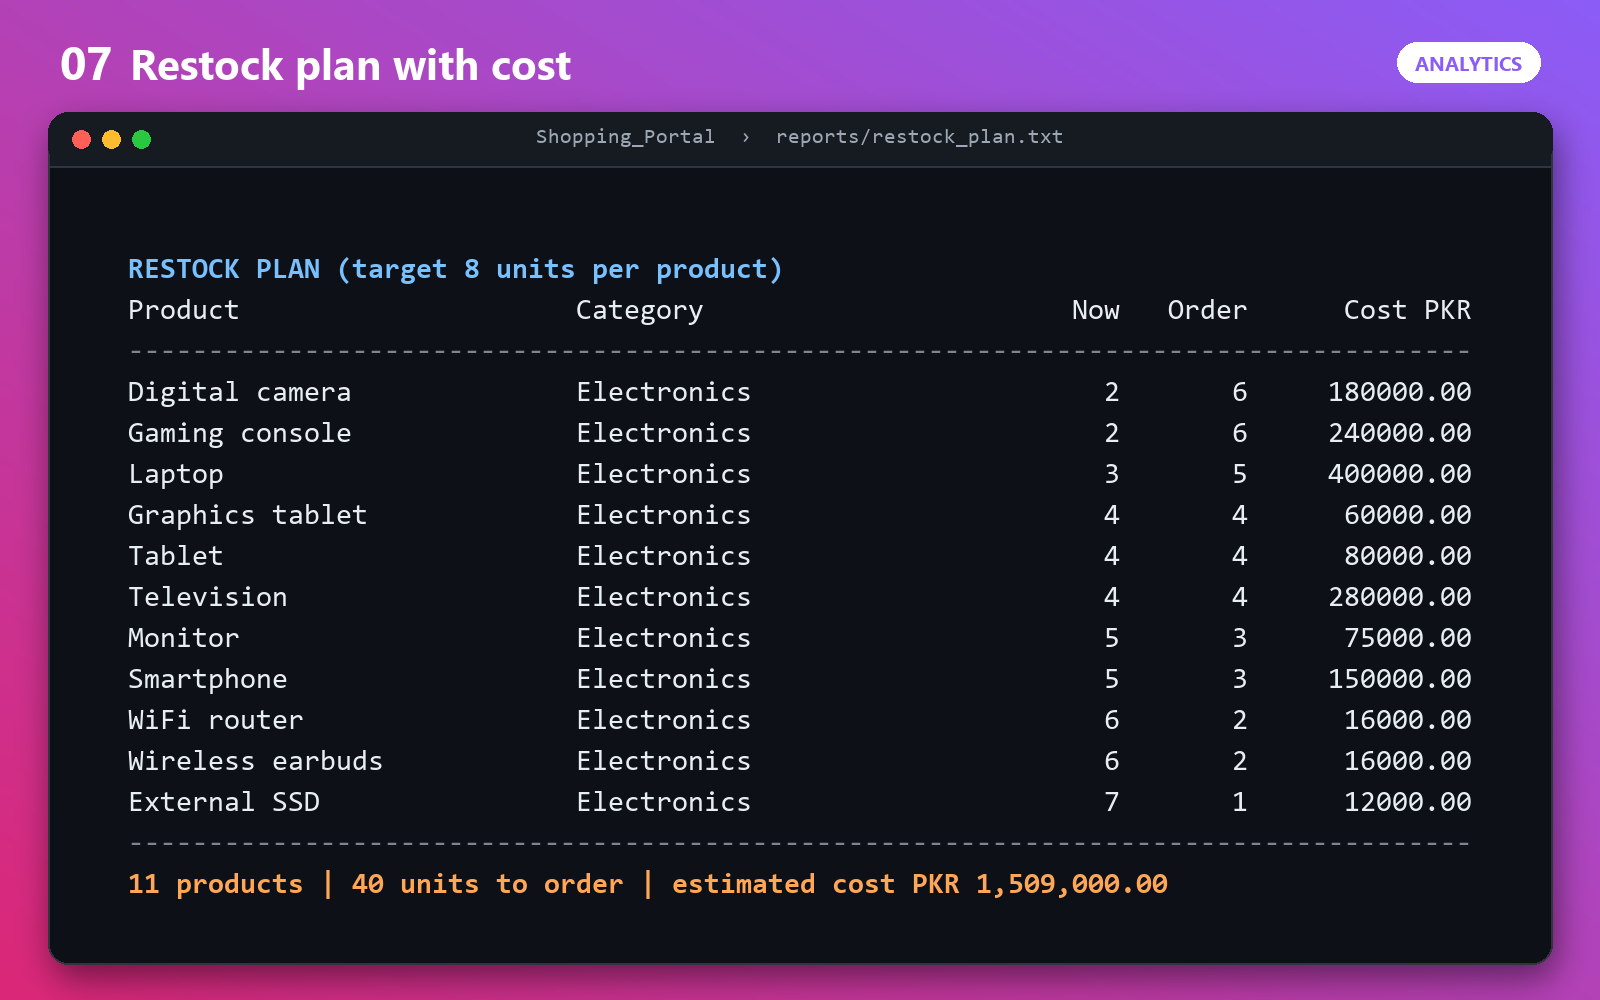 07 Restock plan with cost
ANALYTICS
Shopping_Portal › reports/restock_plan.txt
RESTOCK PLAN (target 8 units per product)
Product Category Now Order Cost PKR
------------------------------------------------------------------------------------
Digital camera Electronics 2 6 180000.00
Gaming console Electronics 2 6 240000.00
Laptop Electronics 3 5 400000.00
Graphics tablet Electronics 4 4 60000.00
Tablet Electronics 4 4 80000.00
Television Electronics 4 4 280000.00
Monitor Electronics 5 3 75000.00
Smartphone Electronics 5 3 150000.00
WiFi router Electronics 6 2 16000.00
Wireless earbuds Electronics 6 2 16000.00
External SSD Electronics 7 1 12000.00
------------------------------------------------------------------------------------
11 products | 40 units to order | estimated cost PKR 1,509,000.00